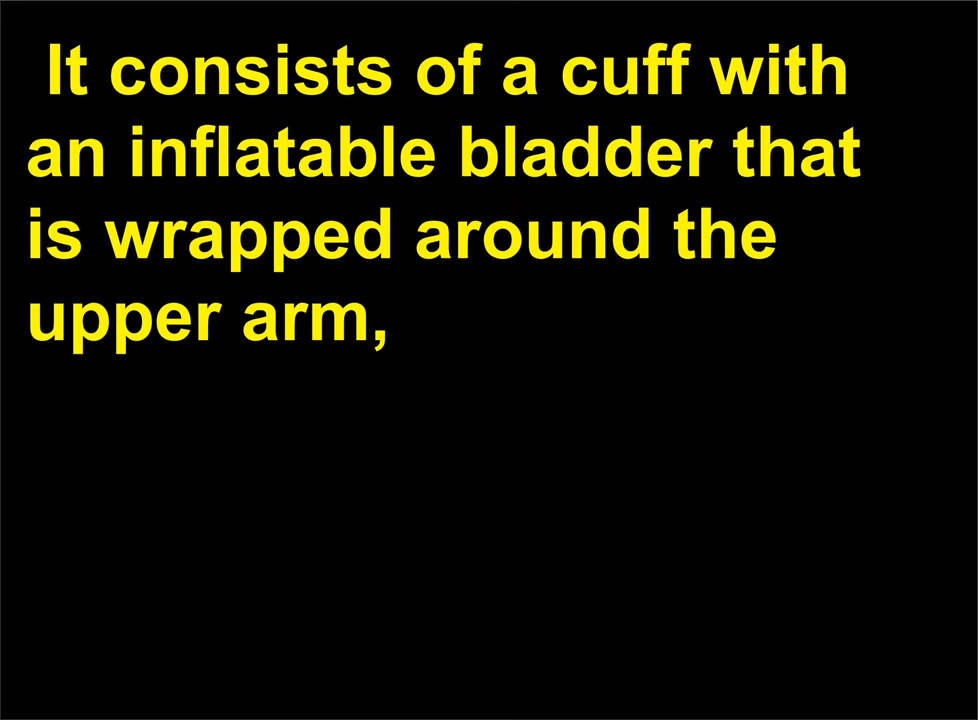 It consists of a cuff with
an inflatable bladder that
is wrapped around the
upper arm,